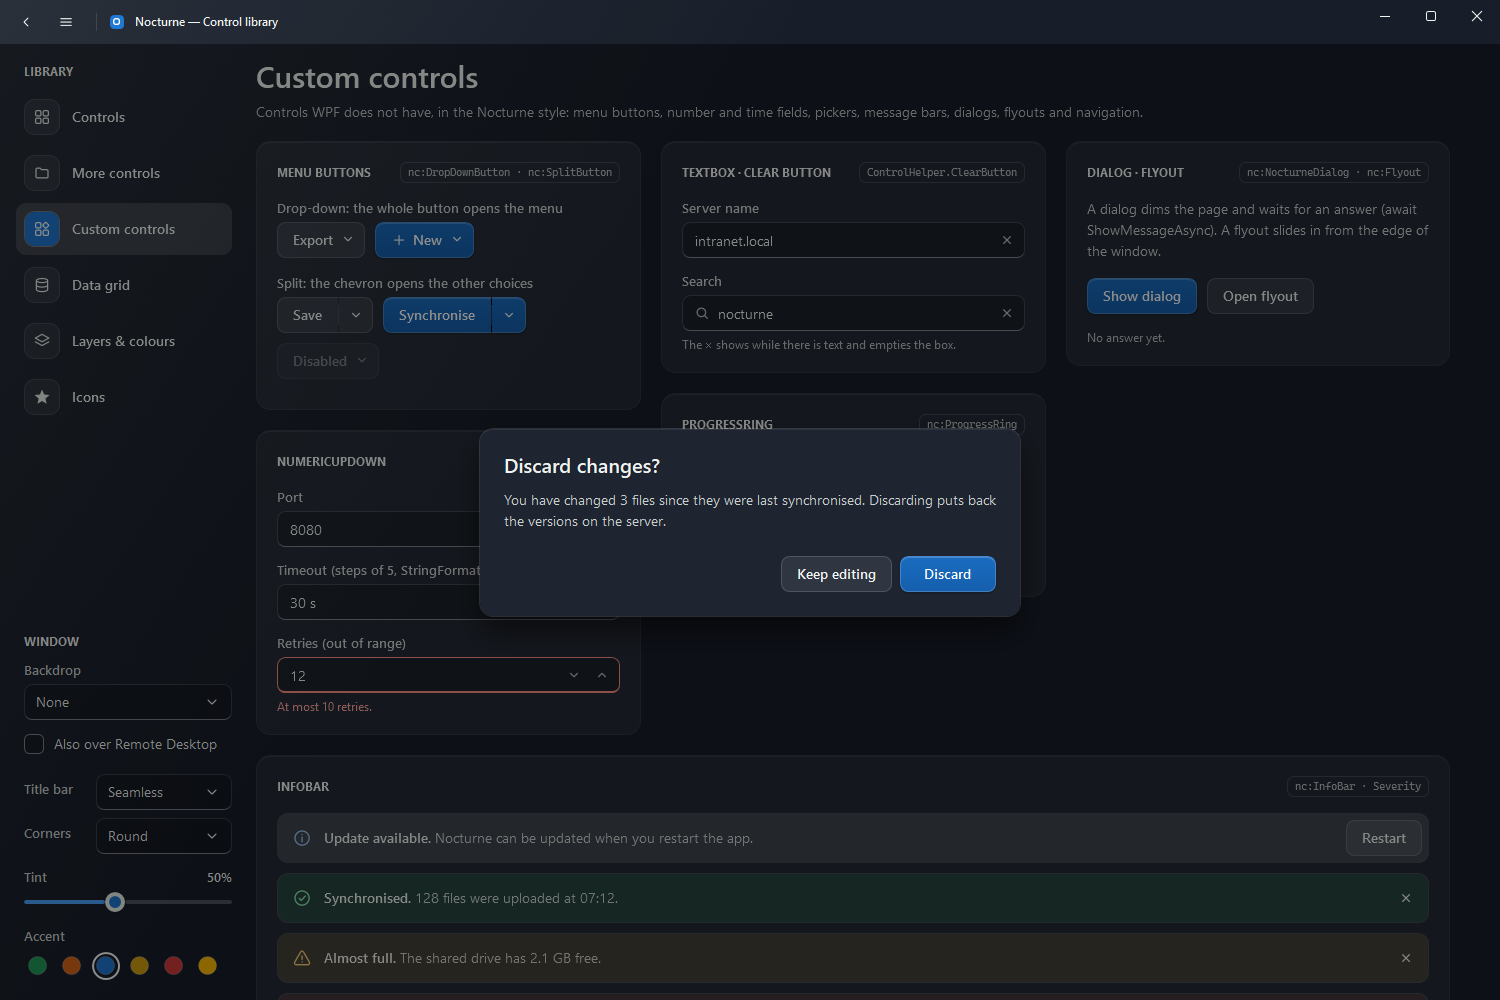 Nocturne — Control library
LIBRARY
Controls
More controls
Custom controls
Data grid
Layers & colours
Icons
WINDOW
Backdrop
None
Also over Remote Desktop
Title bar
Seamless
Corners
Round
Tint
50%
Accent
Custom controls
Controls WPF does not have, in the Nocturne style: menu buttons, number and time fields, pickers, message bars, dialogs, flyouts and navigation.
MENU BUTTONS
nc:DropDownButton · nc:SplitButton
Drop-down: the whole button opens the menu
Export
New
Split: the chevron opens the other choices
Save
Synchronise
Disabled
TEXTBOX · CLEAR BUTTON
ControlHelper.ClearButton
Server name
intranet.local
Search
nocturne
The × shows while there is text and empties the box.
DIALOG · FLYOUT
nc:NocturneDialog · nc:Flyout
A dialog dims the page and waits for an answer (await
ShowMessageAsync). A flyout slides in from the edge of
the window.
Show dialog
Open flyout
No answer yet.
NUMERICUPDOWN
Port
8080
Timeout (steps of 5, StringFormat
30 s
Retries (out of range)
12
At most 10 retries.
PROGRESSRING
nc:ProgressRing
Discard changes?
You have changed 3 files since they were last synchronised. Discarding puts back
the versions on the server.
Keep editing
Discard
INFOBAR
nc:InfoBar · Severity
Update available. Nocturne can be updated when you restart the app.
Restart
Synchronised. 128 files were uploaded at 07:12.
Almost full. The shared drive has 2.1 GB free.